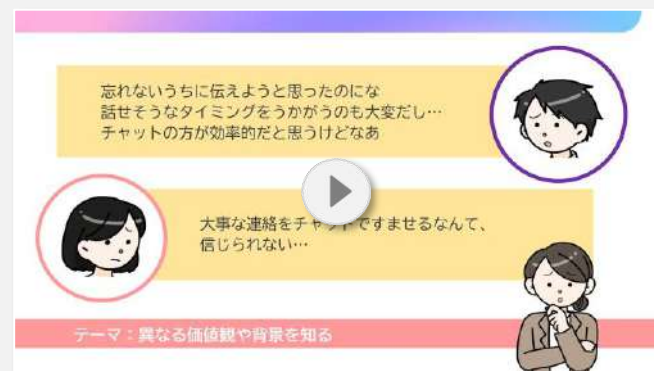 忘れないうちに伝えようと思ったのにな
話せそうなタイミングをうかがうのも大変だし…
チャットの方が効率的だと思うけどなあ
大事な連絡をチャットですませるなんて、
信じられない…
テーマ：異なる価値観や背景を知る